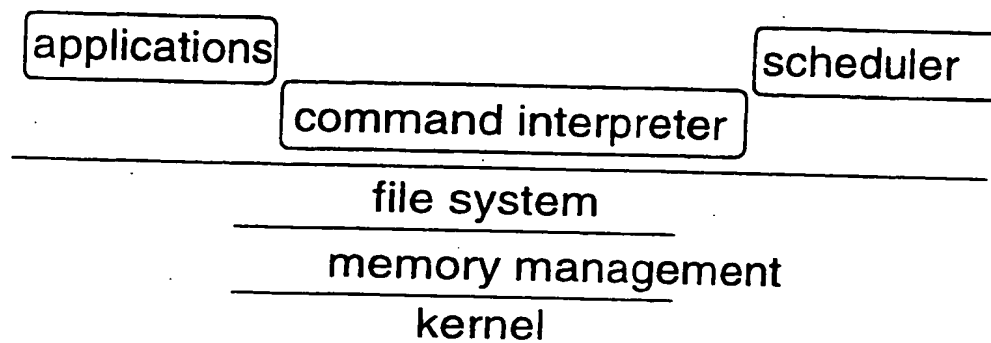 applications
scheduler
command interpreter
file system
memory management
kernel